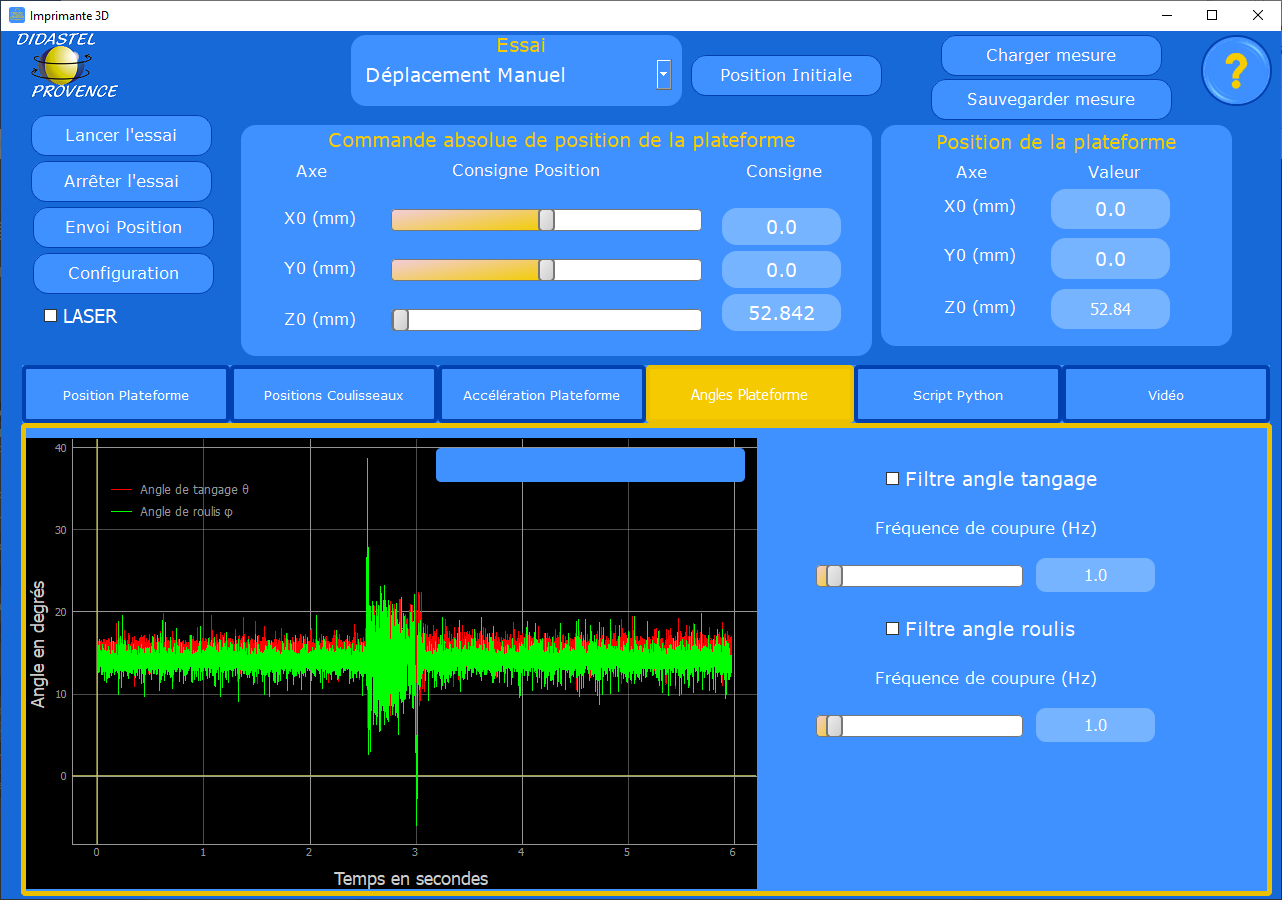 Imprimante 3D
DIDASTEL
PROVENCE
Essai
Déplacement Manuel
Position Initiale
Charger mesure
Sauvegarder mesure
?
Lancer l'essai
Arrêter l'essai
Envoi Position
Configuration
LASER
Commande absolue de position de la plateforme
Axe Consigne Position Consigne
X0 (mm) 0.0
Y0 (mm) 0.0
Z0 (mm) 52.842
Position de la plateforme
Axe Valeur
X0 (mm) 0.0
Y0 (mm) 0.0
Z0 (mm) 52.84
Position Plateforme Positions Coulisseaux Accélération Plateforme Angles Plateforme Script Python Vidéo
Angle en degrés
40
30
20
10
0
Angle de tangage θ
Angle de roulis φ
0 1 2 3 4 5 6
Temps en secondes
Filtre angle tangage
Fréquence de coupure (Hz)
1.0
Filtre angle roulis
Fréquence de coupure (Hz)
1.0